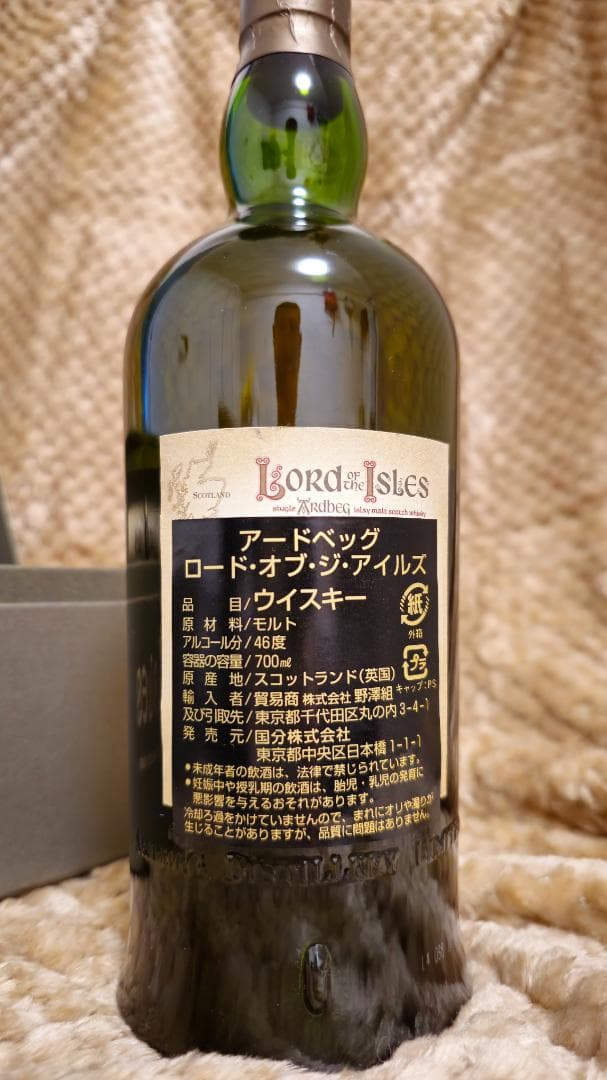 SCOTLAND
LORD OF the ISLES
single Ardbeg islay malt scotch whisky
アードベッグ
ロード・オブ・ジ・アイルズ
品目/ウイスキー
原材料/モルト
アルコール分/46度
容器の容量/700㎖
原産地/スコットランド(英国)
輸入者/貿易商 株式会社 野澤組
及び引取先/東京都千代田区丸の内3-4-1
発売元/国分株式会社
東京都中央区日本橋1-1-1
紙
外箱
プラ
キャップ:PS
•未成年者の飲酒は、法律で禁じられています。
•妊娠中や授乳期の飲酒は、胎児・乳児の発育に
悪影響を与えるおそれがあります。
冷却ろ過をかけていませんので、まれにオリや濁りが
生じることがありますが、品質に問題はありません。
DISTILLERY